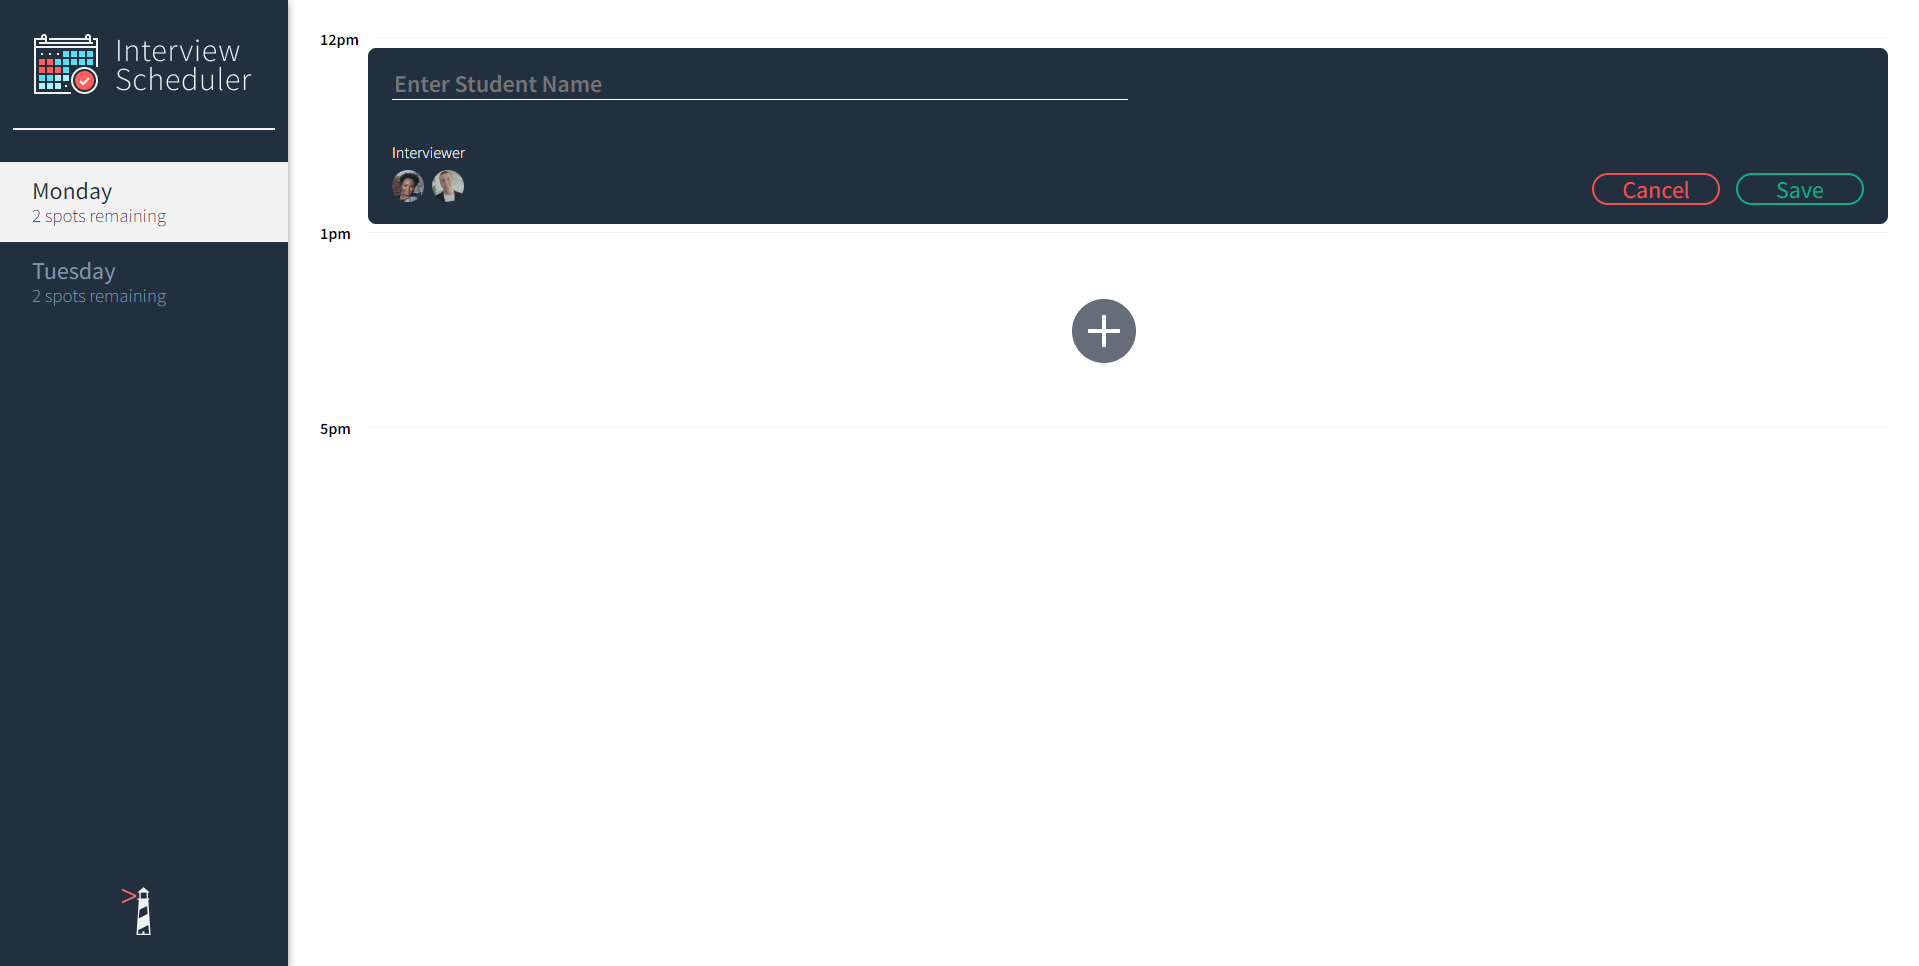 Interview
Scheduler
Monday
2 spots remaining
Tuesday
2 spots remaining
12pm
Enter Student Name
Interviewer
Cancel
Save
1pm
5pm